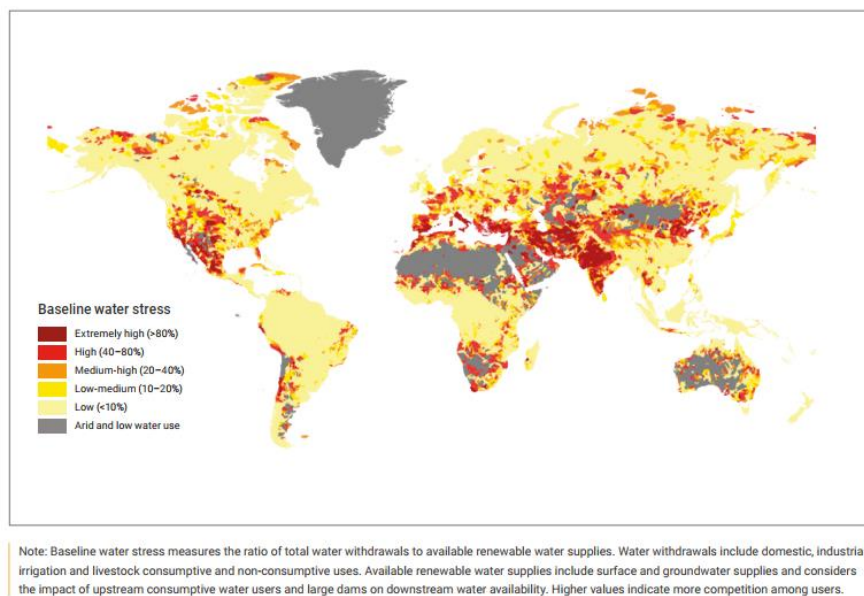 Baseline water stress
Extremely high (>80%)
High (40–80%)
Medium-high (20–40%)
Low-medium (10–20%)
Low (<10%)
Arid and low water use
Note: Baseline water stress measures the ratio of total water withdrawals to available renewable water supplies. Water withdrawals include domestic, industria
irrigation and livestock consumptive and non-consumptive uses. Available renewable water supplies include surface and groundwater supplies and considers
the impact of upstream consumptive water users and large dams on downstream water availability. Higher values indicate more competition among users.